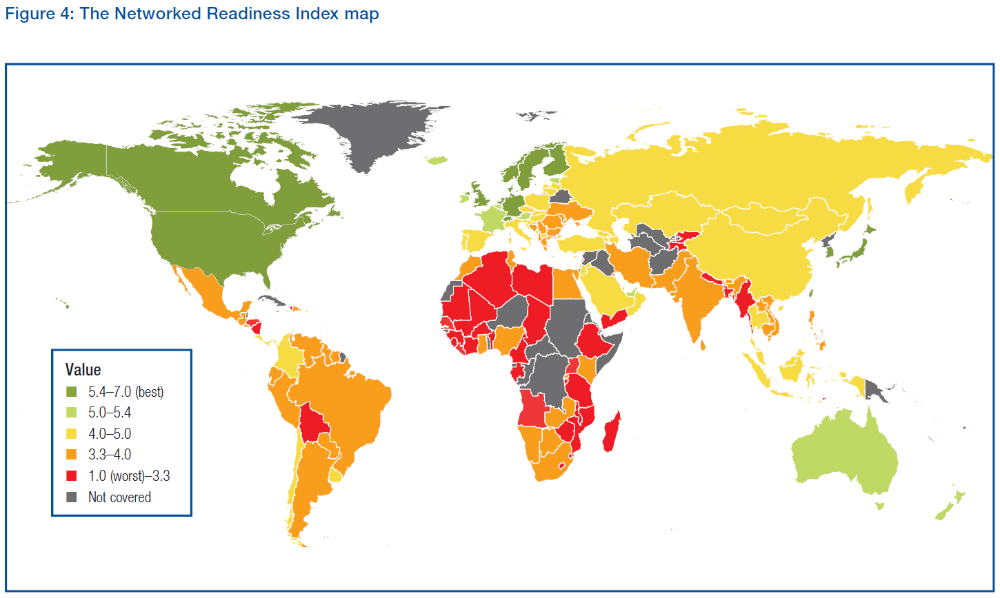 Figure 4: The Networked Readiness Index map
Value
5.4–7.0 (best)
5.0–5.4
4.0–5.0
3.3–4.0
1.0 (worst)–3.3
Not covered